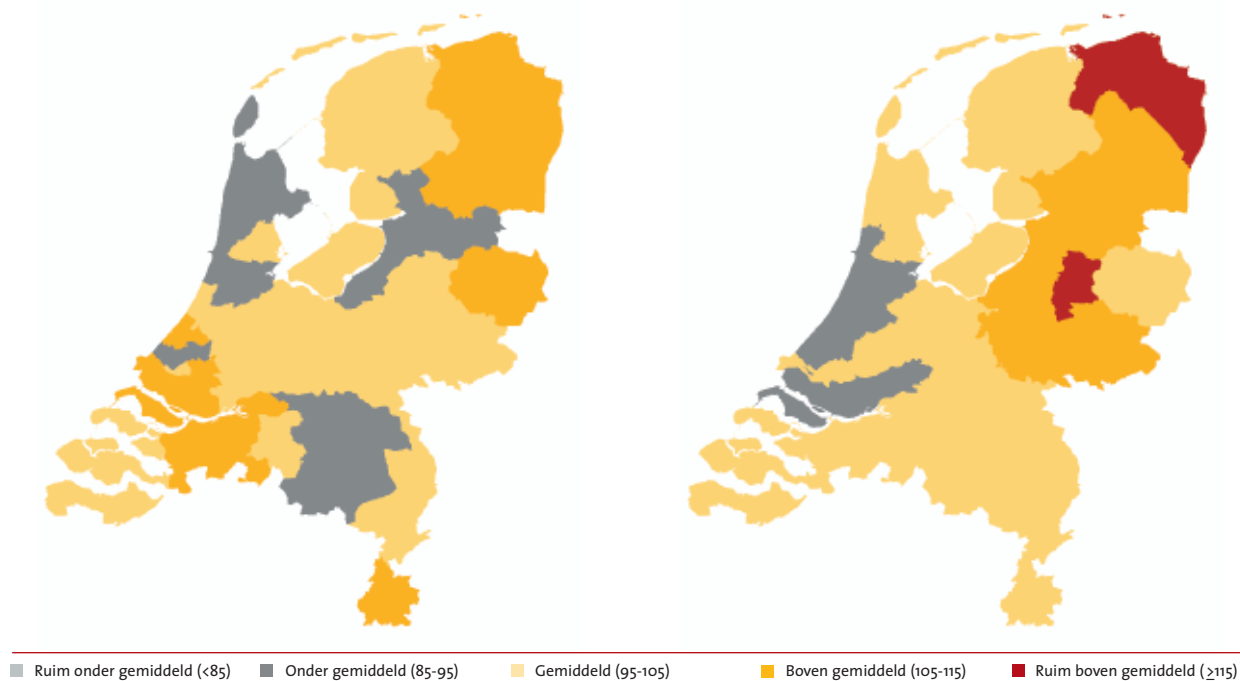 Ruim onder gemiddeld (<85) Onder gemiddeld (85-95) Gemiddeld (95-105) Boven gemiddeld (105-115) Ruim boven gemiddeld (≥115)